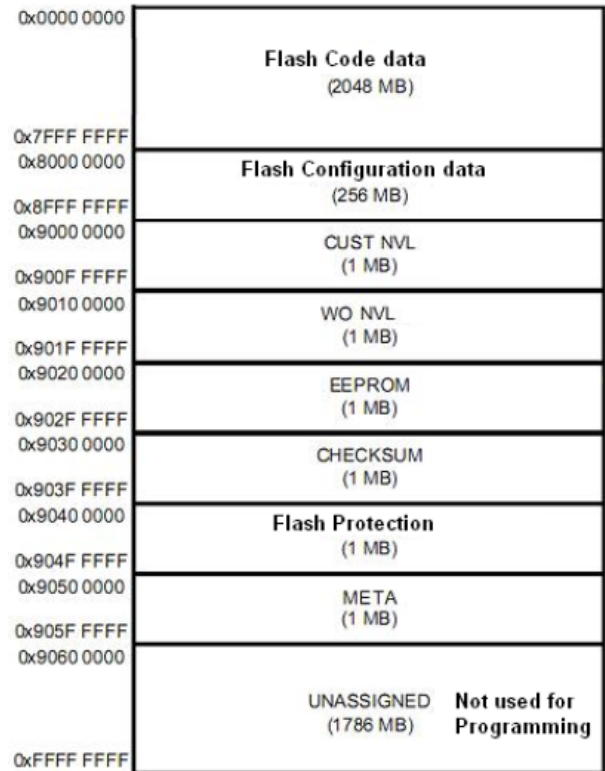 0x0000 0000
Flash Code data
(2048 MB)
0x7FFF FFFF
0x8000 0000
Flash Configuration data
(256 MB)
0x8FFF FFFF
0x9000 0000
CUST NVL
(1 MB)
0x900F FFFF
0x9010 0000
WO NVL
(1 MB)
0x901F FFFF
0x9020 0000
EEPROM
(1 MB)
0x902F FFFF
0x9030 0000
CHECKSUM
(1 MB)
0x903F FFFF
0x9040 0000
Flash Protection
(1 MB)
0x904F FFFF
0x9050 0000
META
(1 MB)
0x905F FFFF
0x9060 0000
UNASSIGNED Not used for
(1786 MB) Programming
0xFFFF FFFF